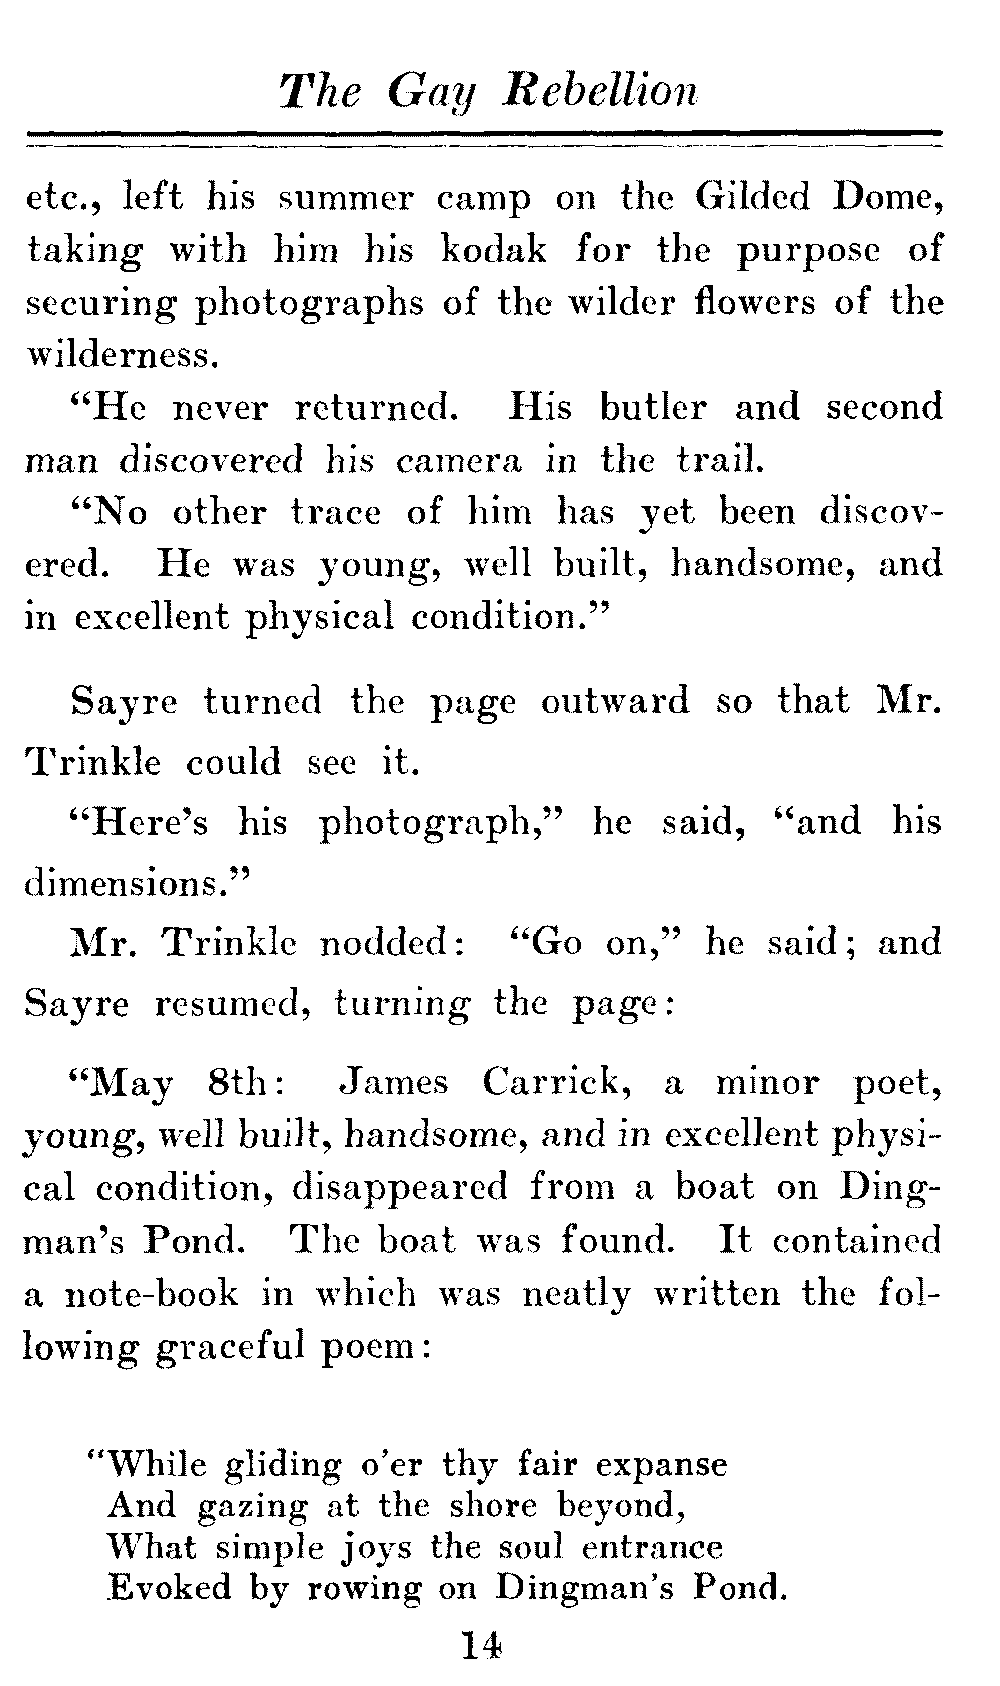 The Gay Rebellion
etc., left his summer camp on the Gilded Dome,
taking with him his kodak for the purpose of
securing photographs of the wilder flowers of the
wilderness.
“He never returned. His butler and second
man discovered his camera in the trail.
“No other trace of him has yet been discov-
ered. He was young, well built, handsome, and
in excellent physical condition.”
Sayre turned the page outward so that Mr.
Trinkle could see it.
“Here’s his photograph,” he said, “and his
dimensions.”
Mr. Trinkle nodded: “Go on,” he said; and
Sayre resumed, turning the page:
“May 8th: James Carrick, a minor poet,
young, well built, handsome, and in excellent physi-
cal condition, disappeared from a boat on Ding-
man’s Pond. The boat was found. It contained
a note-book in which was neatly written the fol-
lowing graceful poem:
“While gliding o’er thy fair expanse
And gazing at the shore beyond,
What simple joys the soul entrance
Evoked by rowing on Dingman’s Pond.
14